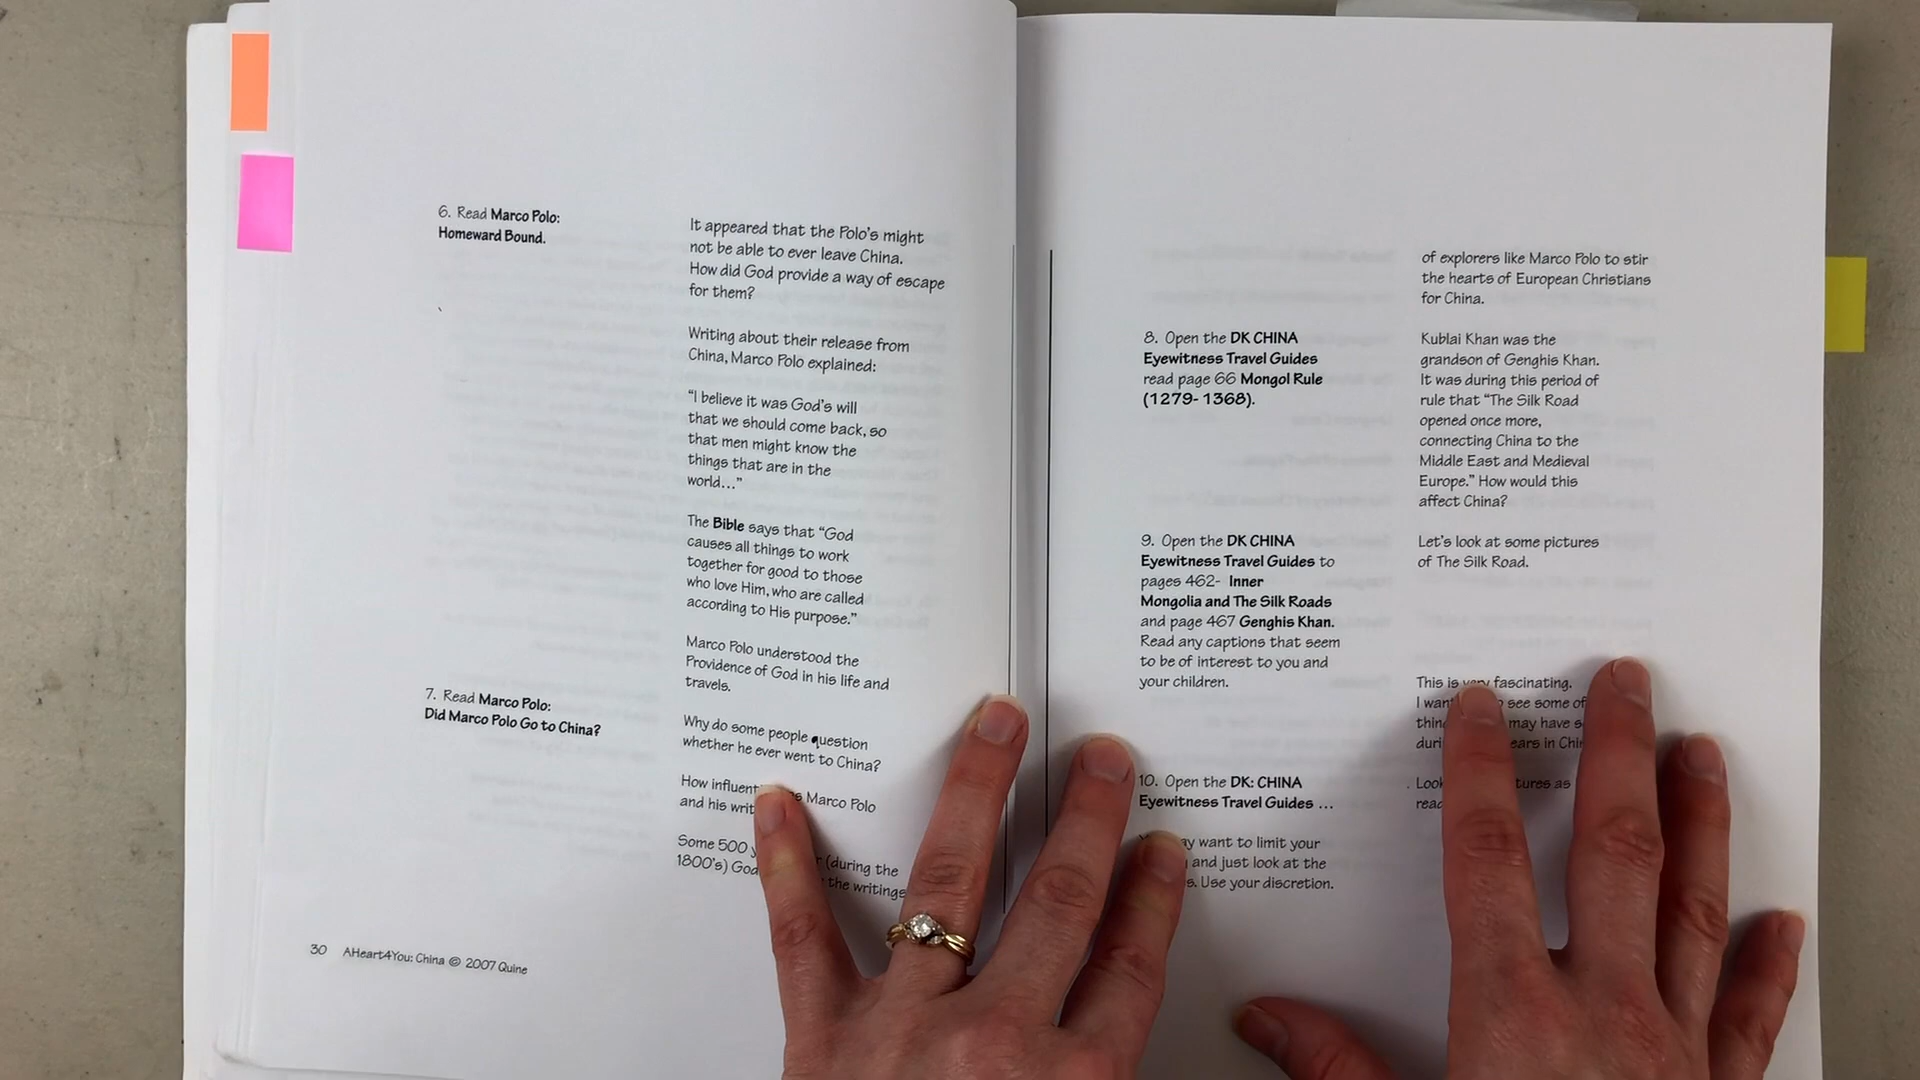 6. Read Marco Polo:
Homeward Bound.
It appeared that the Polo's might
not be able to ever leave China.
How did God provide a way of escape
for them?
Writing about their release from
China, Marco Polo explained:
"I believe it was God's will
that we should come back, so
that men might know the
things that are in the
world..."
The Bible says that "God
causes all things to work
together for good to those
who love Him, who are called
according to His purpose."
Marco Polo understood the
Providence of God in his life and
travels.
7. Read Marco Polo:
Did Marco Polo Go to China?
Why do some people question
whether he ever went to China?
How Marco Polo
and his
Some 500 (during the
1800's) God the writings
30 AHeart4You: China © 2007 Quine
of explorers like Marco Polo to stir
the hearts of European Christians
for China.
8. Open the DK CHINA
Eyewitness Travel Guides
read page 66 Mongol Rule
(1279- 1368).
Kublai Khan was the
grandson of Genghis Khan.
It was during this period of
rule that "The Silk Road
opened once more,
connecting China to the
Middle East and Medieval
Europe." How would this
affect China?
9. Open the DK CHINA
Eyewitness Travel Guides to
pages 462- Inner
Mongolia and The Silk Roads
and page 467 Genghis Khan.
Read any captions that seem
to be of interest to you and
your children.
Let's look at some pictures
of The Silk Road.
This is very fascinating.
I see some of
may have
in
10. Open the DK: CHINA
Eyewitness Travel Guides ...
want to limit your
and just look at the
Use your discretion.
as